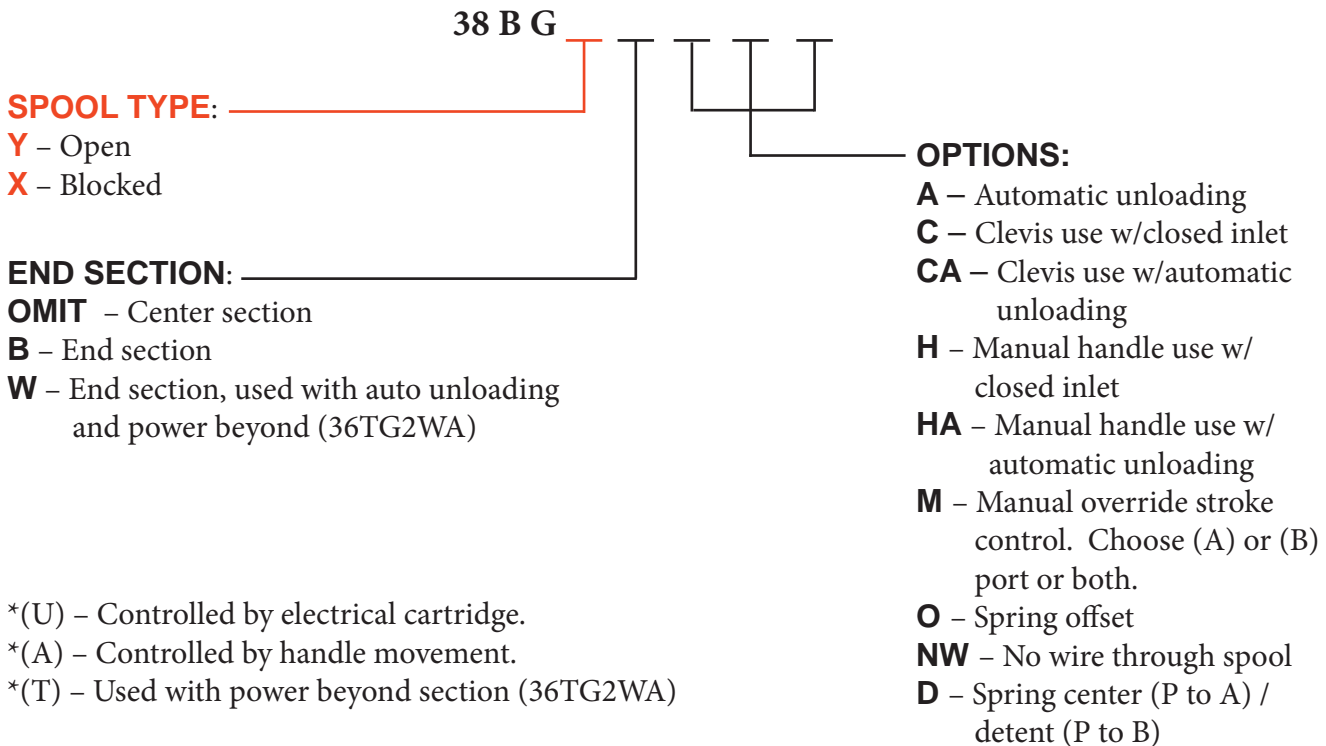 38 B G
SPOOL TYPE:
Y – Open
X – Blocked
END SECTION:
OMIT – Center section
B – End section
W – End section, used with auto unloading
and power beyond (36TG2WA)
*(U) – Controlled by electrical cartridge.
*(A) – Controlled by handle movement.
*(T) – Used with power beyond section (36TG2WA)
OPTIONS:
A – Automatic unloading
C – Clevis use w/closed inlet
CA – Clevis use w/automatic
unloading
H – Manual handle use w/
closed inlet
HA – Manual handle use w/
automatic unloading
M – Manual override stroke
control. Choose (A) or (B)
port or both.
O – Spring offset
NW – No wire through spool
D – Spring center (P to A) /
detent (P to B)